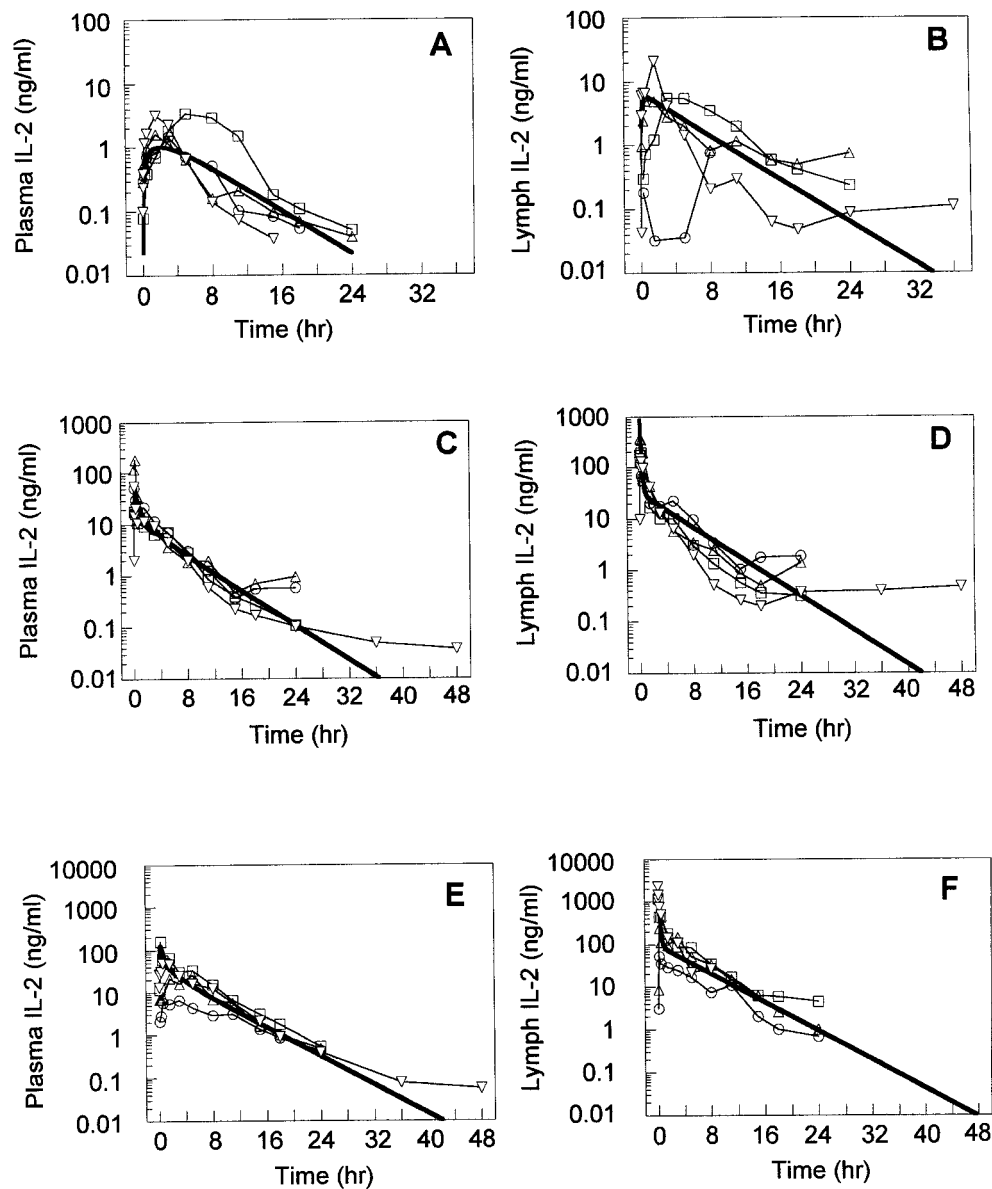 A
Plasma IL-2 (ng/ml)
100
10
1
0.1
0.01
0 8 16 24 32
Time (hr)
B
Lymph IL-2 (ng/ml)
100
10
1
0.1
0.01
0 8 16 24 32
Time (hr)
C
Plasma IL-2 (ng/ml)
1000
100
10
1
0.1
0.01
0 8 16 24 32 40 48
Time (hr)
D
Lymph IL-2 (ng/ml)
1000
100
10
1
0.1
0.01
0 8 16 24 32 40 48
Time (hr)
E
Plasma IL-2 (ng/ml)
10000
1000
100
10
1
0.1
0.01
0 8 16 24 32 40 48
Time (hr)
F
Lymph IL-2 (ng/ml)
10000
1000
100
10
1
0.1
0.01
0 8 16 24 32 40 48
Time (hr)